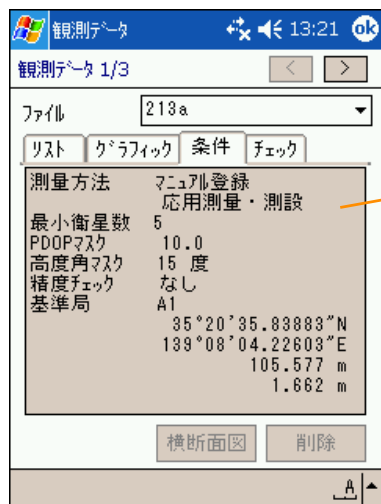 観測ﾃﾞｰﾀ 13:21 ok
観測ﾃﾞｰﾀ 1/3 < >
ﾌｧｲﾙ 213a
ﾘｽﾄ ｸﾞﾗﾌｨｯｸ 条件 ﾁｪｯｸ
測量方法 ﾏﾆｭｱﾙ登録
応用測量・測設
最小衛星数 5
PDOPﾏｽｸ 10.0
高度角ﾏｽｸ 15 度
精度ﾁｪｯｸ なし
基準局 A1
35°20'35.83883"N
139°08'04.22603"E
105.577 m
1.662 m
横断面図 削除
A